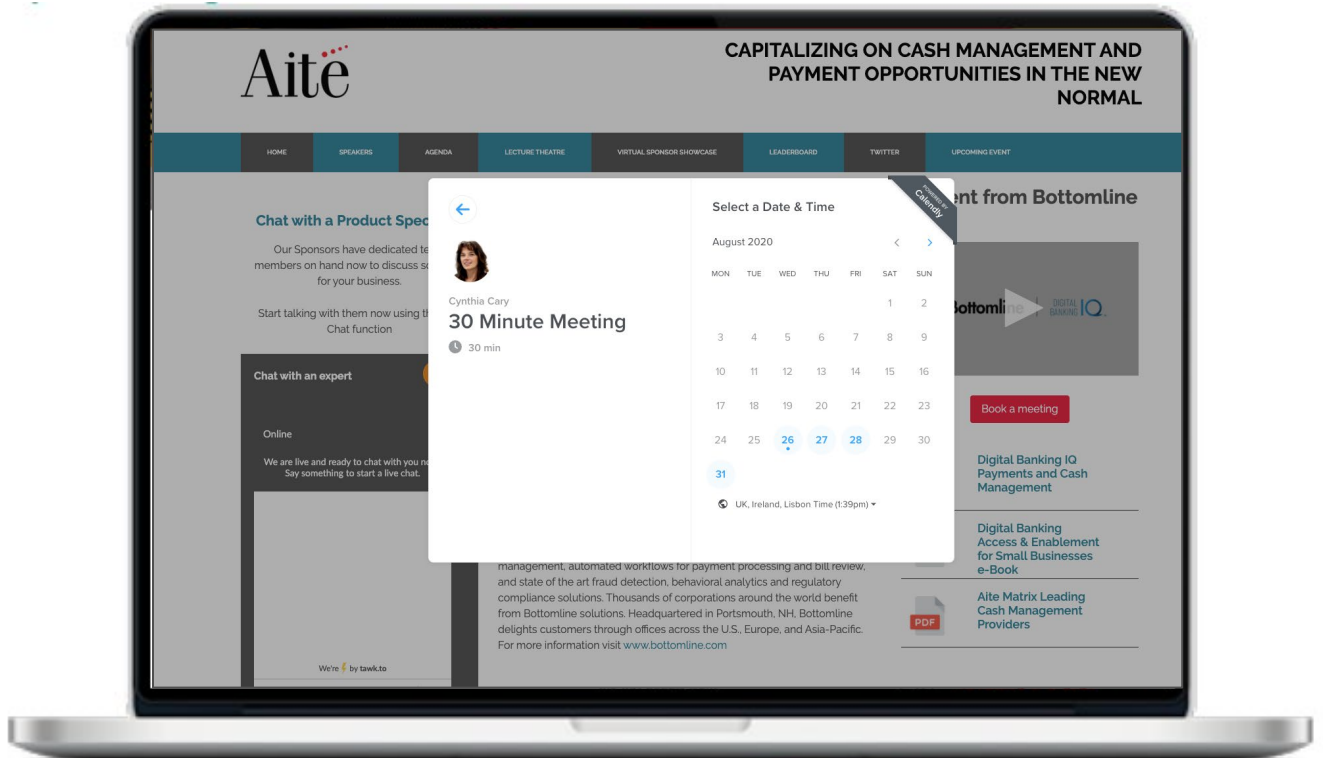 Aitë
CAPITALIZING ON CASH MANAGEMENT AND
PAYMENT OPPORTUNITIES IN THE NEW
NORMAL
HOME
SPEAKERS
AGENDA
LECTURE THEATRE
VIRTUAL SPONSOR SHOWCASE
LEADERBOARD
TWITTER
UPCOMING EVENT
Chat with a Product Spec
Our Sponsors have dedicated te
members on hand now to discuss so
for your business.
Start talking with them now using th
Chat function
Chat with an expert
Online
We are live and ready to chat with you no
Say something to start a live chat.
We're by tawk.to
Cynthia Cary
30 Minute Meeting
30 min
Select a Date & Time
POWERED BY
Calendly
August 2020 < >
MON TUE WED THU FRI SAT SUN
1 2
3 4 5 6 7 8 9
10 11 12 13 14 15 16
17 18 19 20 21 22 23
24 25 26 27 28 29 30
31
UK, Ireland, Lisbon Time (1:39pm)
management, automated workflows for payment processing and bill review,
and state of the art fraud detection, behavioral analytics and regulatory
compliance solutions. Thousands of corporations around the world benefit
from Bottomline solutions. Headquartered in Portsmouth, NH, Bottomline
delights customers through offices across the U.S., Europe, and Asia-Pacific.
For more information visit www.bottomline.com
ent from Bottomline
Bottomline
DIGITAL
BANKING
IQ
Book a meeting
Digital Banking IQ
Payments and Cash
Management
Digital Banking
Access & Enablement
for Small Businesses
e-Book
PDF
Aite Matrix Leading
Cash Management
Providers